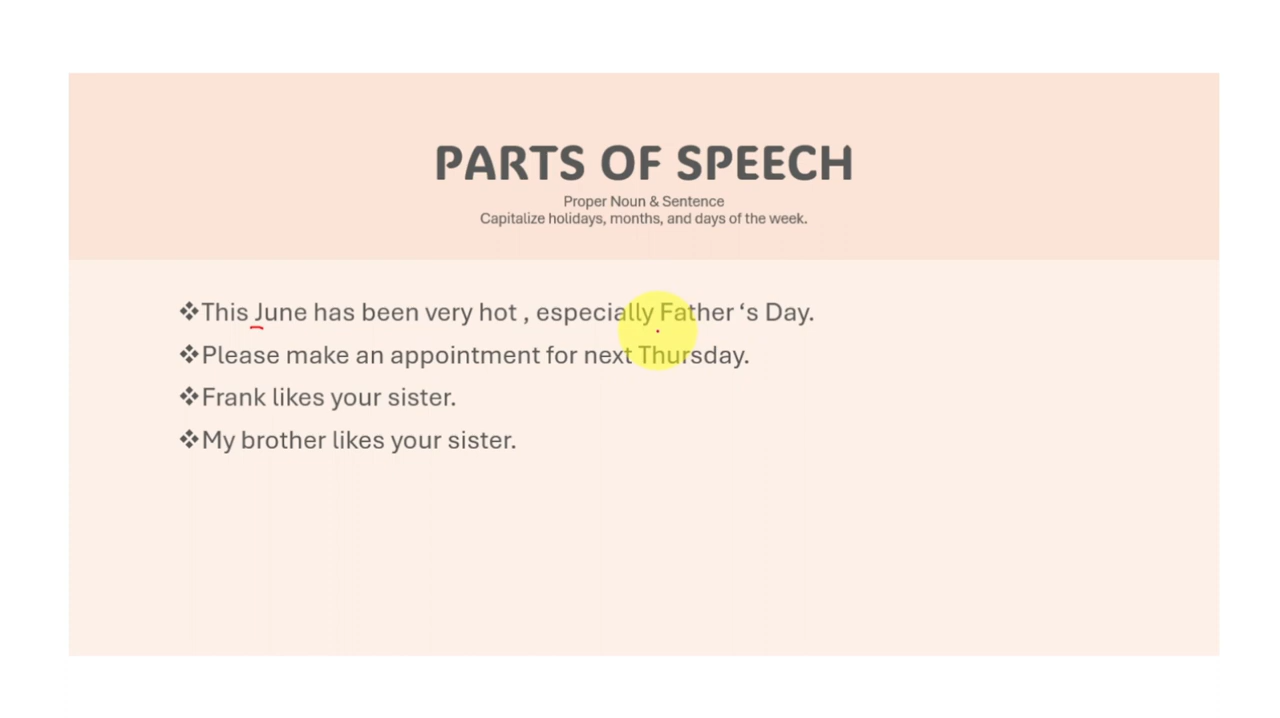 PARTS OF SPEECH
Proper Noun & Sentence
Capitalize holidays, months, and days of the week.
❖This June has been very hot , especially Father ‘s Day.
❖Please make an appointment for next Thursday.
❖Frank likes your sister.
❖My brother likes your sister.